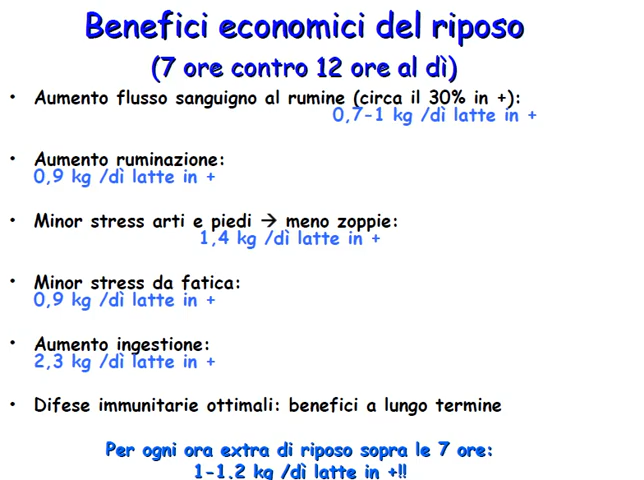 Benefici economici del riposo
(7 ore contro 12 ore al dì)
• Aumento flusso sanguigno al rumine (circa il 30% in +):
0,7-1 kg /dì latte in +
• Aumento ruminazione:
0,9 kg /dì latte in +
• Minor stress arti e piedi → meno zoppie:
1,4 kg /dì latte in +
• Minor stress da fatica:
0,9 kg /dì latte in +
• Aumento ingestione:
2,3 kg /dì latte in +
• Difese immunitarie ottimali: benefici a lungo termine
Per ogni ora extra di riposo sopra le 7 ore:
1-1.2 kg /dì latte in +!!